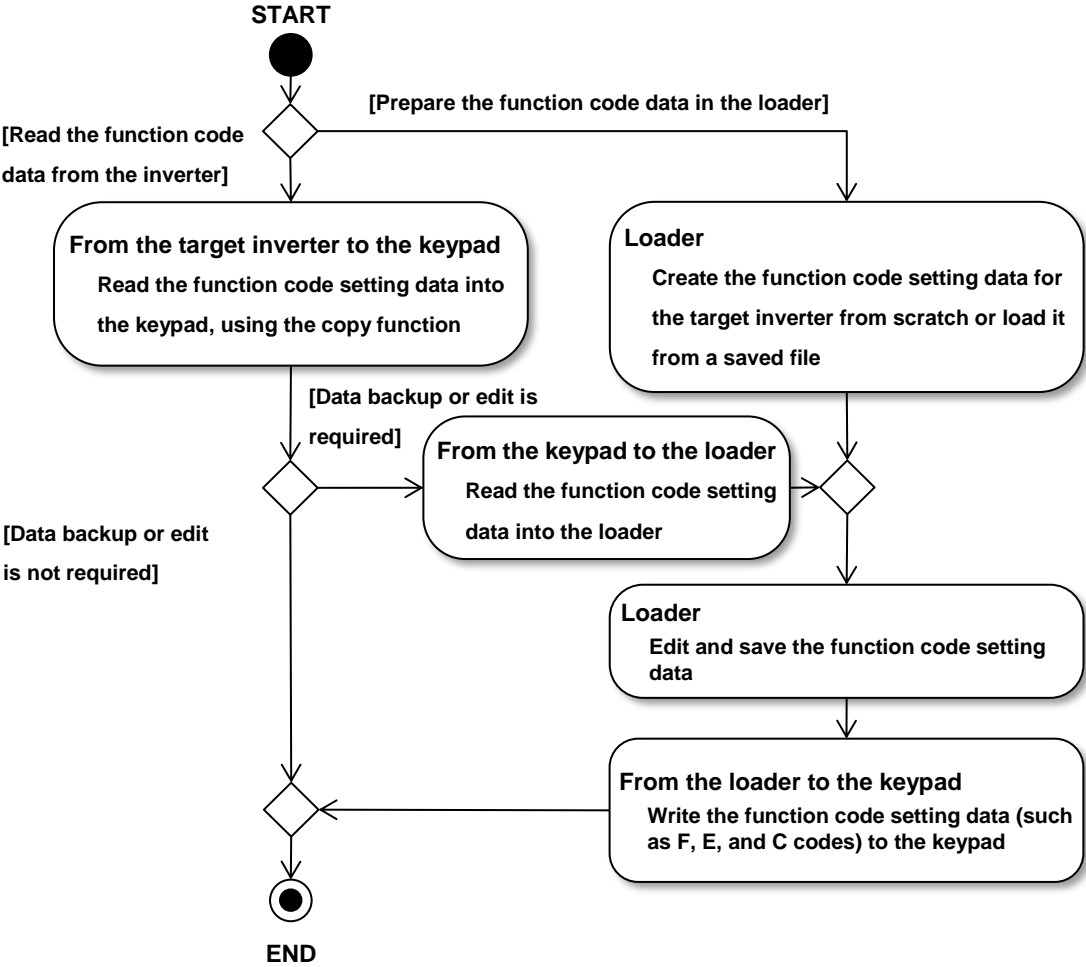 START
[Prepare the function code data in the loader]
[Read the function code
data from the inverter]
From the target inverter to the keypad
Read the function code setting data into
the keypad, using the copy function
Loader
Create the function code setting data for
the target inverter from scratch or load it
from a saved file
[Data backup or edit is
required]
From the keypad to the loader
Read the function code setting
data into the loader
[Data backup or edit
is not required]
Loader
Edit and save the function code setting
data
From the loader to the keypad
Write the function code setting data (such
as F, E, and C codes) to the keypad
END